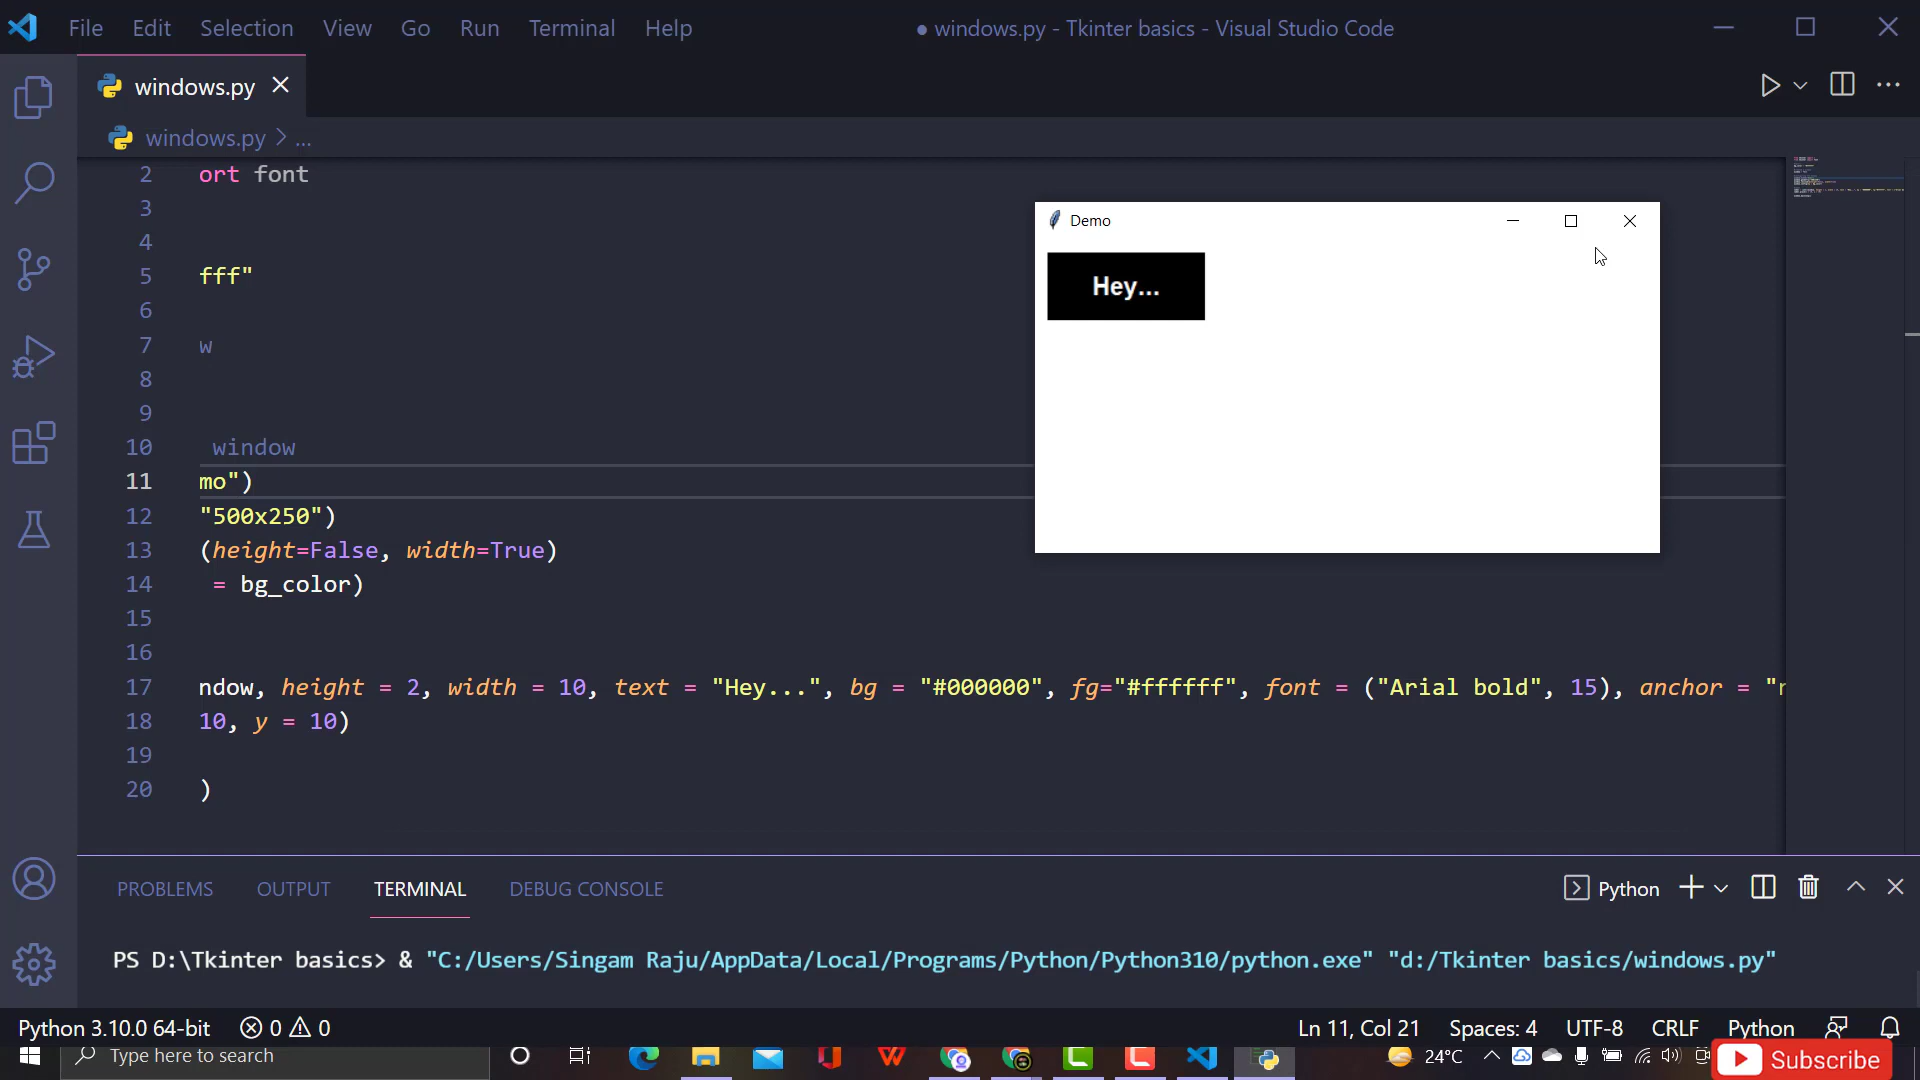 File Edit Selection View Go Run Terminal Help ● windows.py - Tkinter basics - Visual Studio Code
windows.py
windows.py > ...
2 ort font
3
4
5 fff"
6
7 w
8
9
10 window
11 mo")
12 "500x250")
13 (height=False, width=True)
14 = bg_color)
15
16
17 ndow, height = 2, width = 10, text = "Hey...", bg = "#000000", fg="#ffffff", font = ("Arial bold", 15), anchor = "n
18 10, y = 10)
19
20 )
Demo
Hey...
PROBLEMS OUTPUT TERMINAL DEBUG CONSOLE Python
PS D:\Tkinter basics> & "C:/Users/Singam Raju/AppData/Local/Programs/Python/Python310/python.exe" "d:/Tkinter basics/windows.py"
Python 3.10.0 64-bit 0 0 Ln 11, Col 21 Spaces: 4 UTF-8 CRLF Python
Type here to search 24°C Subscribe